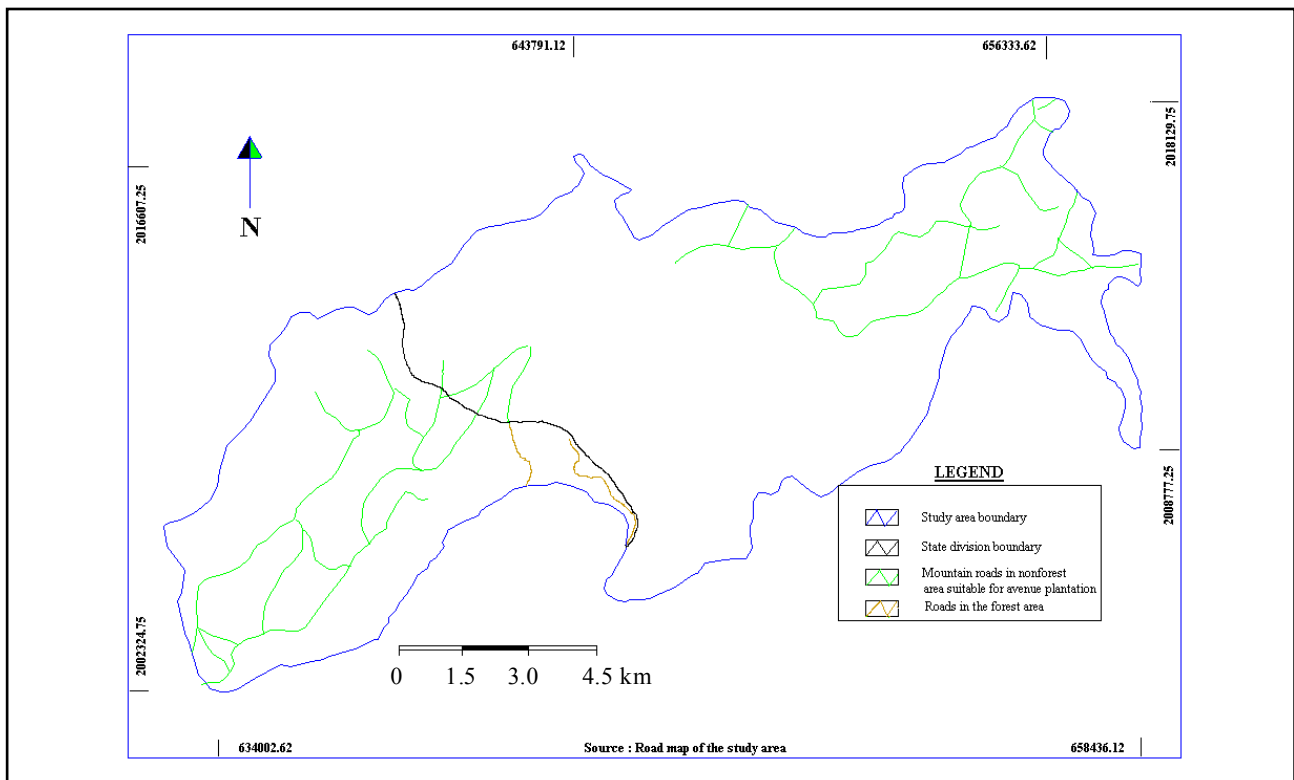 643791.12
656333.62
2018129.75
2016607.25
N
2008777.25
LEGEND
Study area boundary
State division boundary
Mountain roads in nonforest
area suitable for avenue plantation
Roads in the forest area
2002324.75
0 1.5 3.0 4.5 km
634002.62
Source : Road map of the study area
658436.12